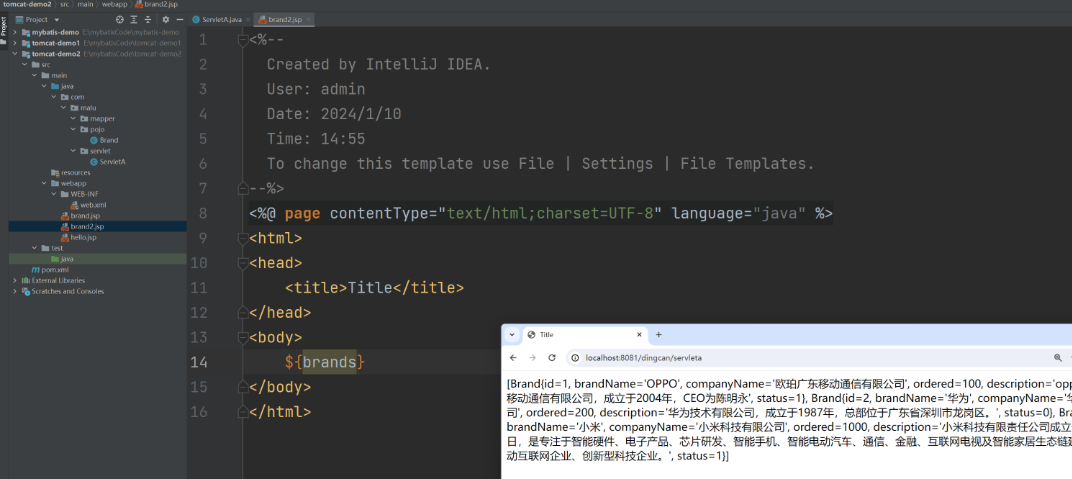 tomcat-demo2 〉 src 〉 main 〉 webapp 〉 brand2.jsp
Project
Project
ServletA.java
brand2.jsp
mybatis-demo E:\mybatisCode\mybatis-demo
tomcat-demo1 E:\mybatisCode\tomcat-demo1
tomcat-demo2 E:\mybatisCode\tomcat-demo2
src
main
java
com
malu
mapper
pojo
Brand
servlet
ServletA
resources
webapp
WEB-INF
web.xml
brand.jsp
brand2.jsp
hello.jsp
test
java
pom.xml
External Libraries
Scratches and Consoles
1 <%--
2 Created by IntelliJ IDEA.
3 User: admin
4 Date: 2024/1/10
5 Time: 14:55
6 To change this template use File | Settings | File Templates.
7 --%>
8 <%@ page contentType="text/html;charset=UTF-8" language="java" %>
9 <html>
10 <head>
11 <title>Title</title>
12 </head>
13 <body>
14 ${brands}
15 </body>
16 </html>
Title
localhost:8081/dingcan/servleta
[Brand{id=1, brandName='OPPO', companyName='欧珀广东移动通信有限公司', ordered=100, description='opp
移动通信有限公司，成立于2004年，CEO为陈明永', status=1}, Brand{id=2, brandName='华为', companyName='华
司', ordered=200, description='华为技术有限公司，成立于1987年，总部位于广东省深圳市龙岗区。', status=0}, Br
brandName='小米', companyName='小米科技有限公司', ordered=1000, description='小米科技有限责任公司成立
日，是专注于智能硬件、电子产品、芯片研发、智能手机、智能电动汽车、通信、金融、互联网电视及智能家居生态链建
动互联网企业、创新型科技企业。', status=1}]